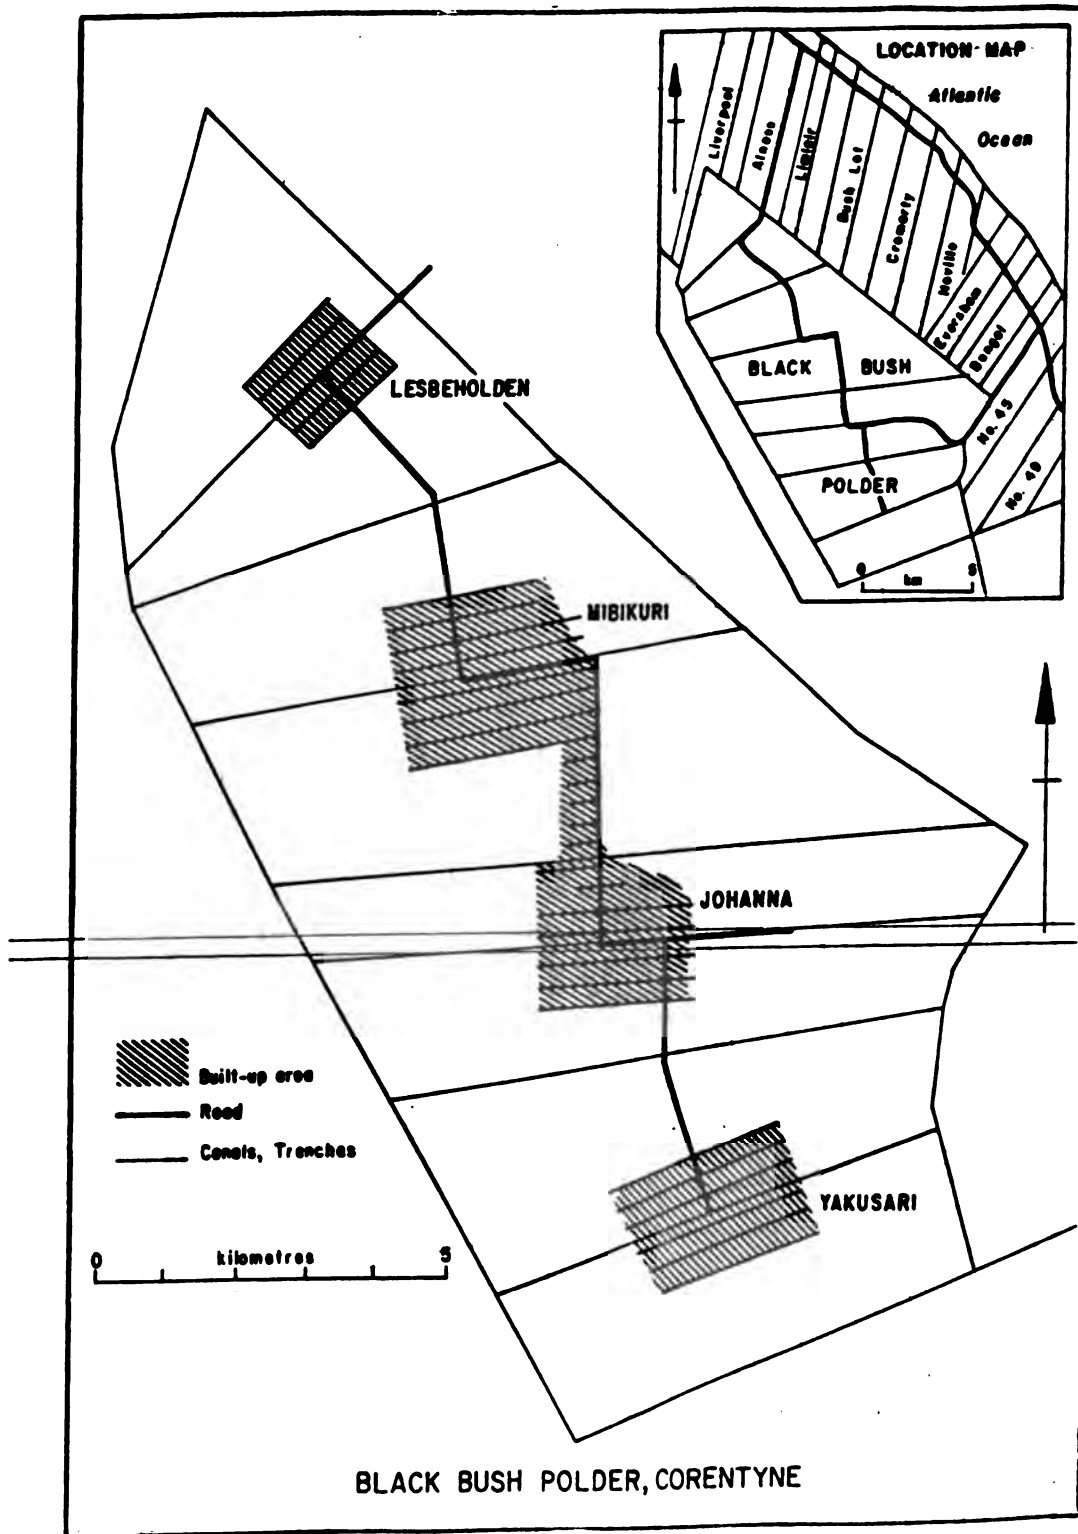 LOCATION MAP
Atlantic
Ocean
Liverpool
Alness
Limlair
Bush Lot
Cromarty
Neville
Eversham
Bengal
No. 45
No. 49
BLACK BUSH
POLDER
0 5
km
LESBEHOLDEN
MIBIKURI
JOHANNA
YAKUSARI
Built-up area
Road
Canals, Trenches
0 kilometres 5
BLACK BUSH POLDER, CORENTYNE